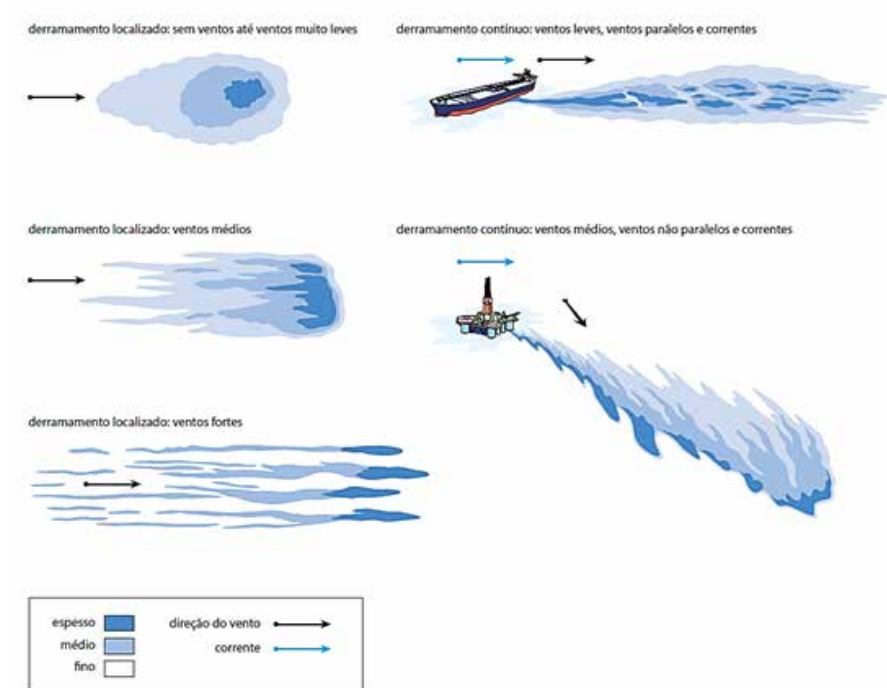 derramamento localizado: sem ventos até ventos muito leves
derramamento contínuo: ventos leves, ventos paralelos e correntes
derramamento localizado: ventos médios
derramamento contínuo: ventos médios, ventos não paralelos e correntes
derramamento localizado: ventos fortes
espesso
direção do vento
médio
corrente
fino